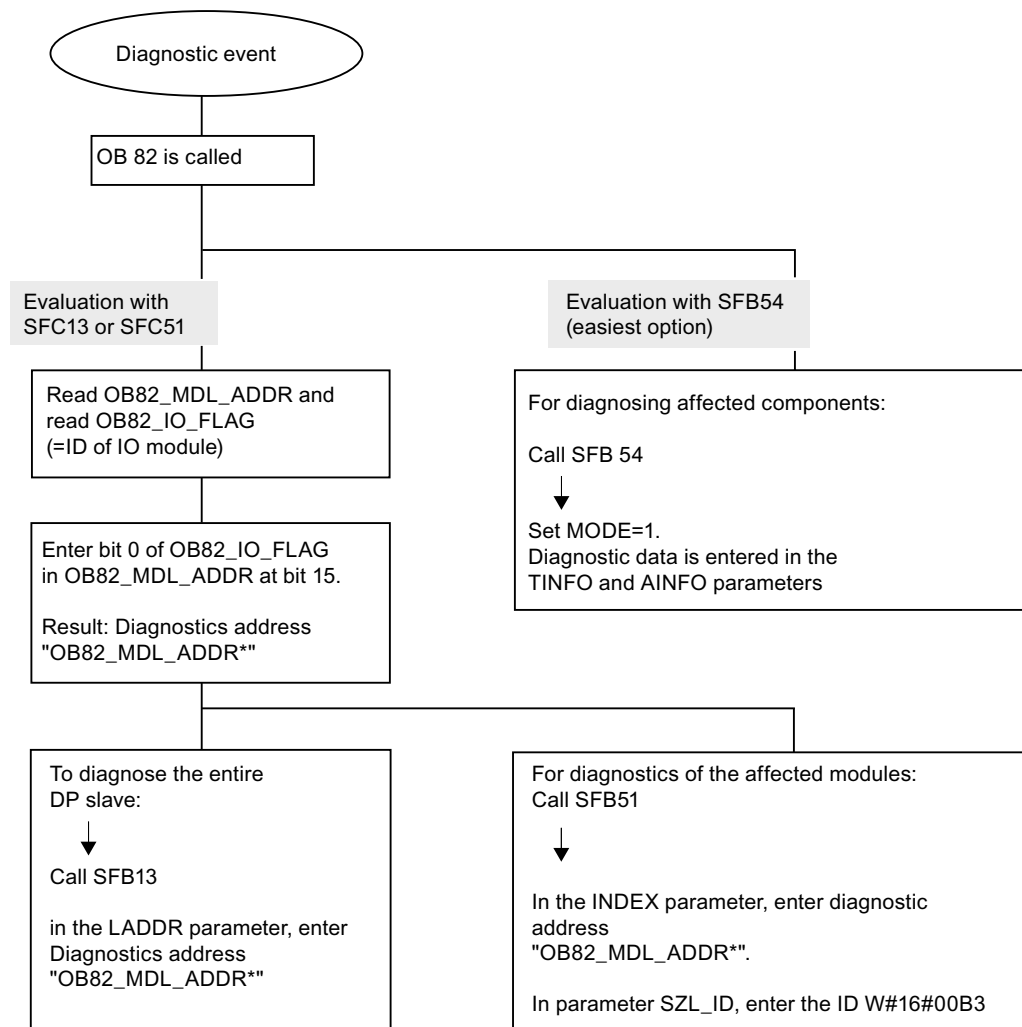 Diagnostic event
OB 82 is called
Evaluation with
SFC13 or SFC51
Evaluation with SFB54
(easiest option)
Read OB82_MDL_ADDR and
read OB82_IO_FLAG
(=ID of IO module)
For diagnosing affected components:
Call SFB 54
Set MODE=1.
Diagnostic data is entered in the
TINFO and AINFO parameters
Enter bit 0 of OB82_IO_FLAG
in OB82_MDL_ADDR at bit 15.
Result: Diagnostics address
"OB82_MDL_ADDR*"
To diagnose the entire
DP slave:
Call SFB13
in the LADDR parameter, enter
Diagnostics address
"OB82_MDL_ADDR*"
For diagnostics of the affected modules:
Call SFB51
In the INDEX parameter, enter diagnostic
address
"OB82_MDL_ADDR*".
In parameter SZL_ID, enter the ID W#16#00B3